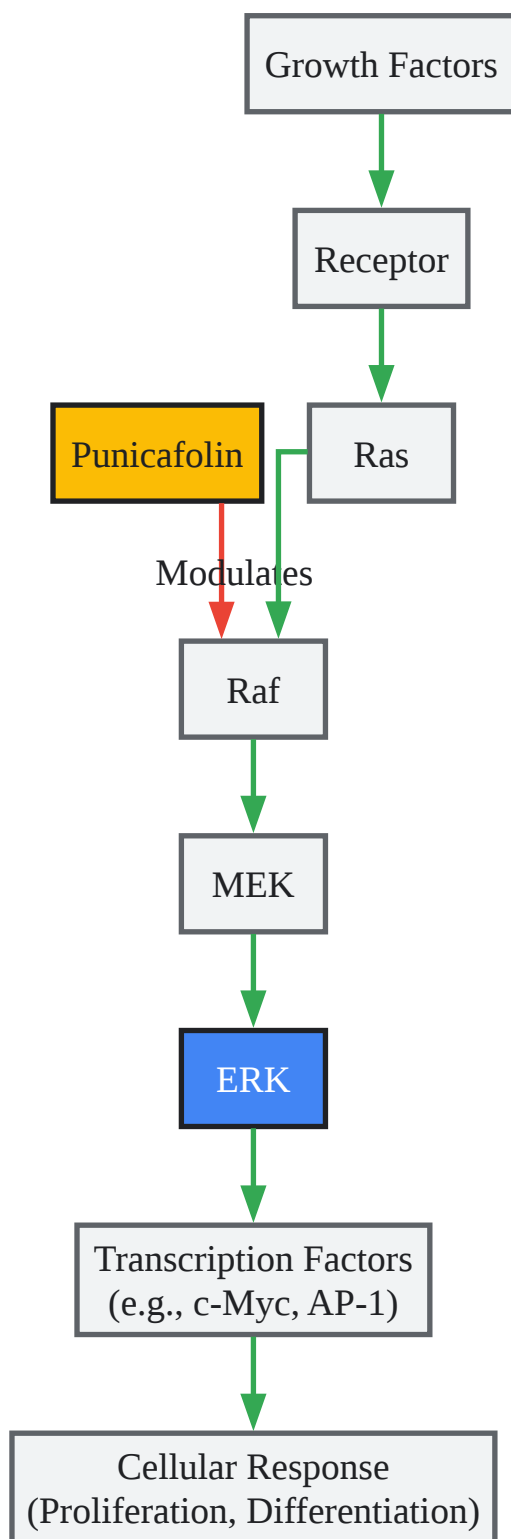 Growth Factors
Receptor
Punicafolin
Ras
Modulates
Raf
MEK
ERK
Transcription Factors
(e.g., c-Myc, AP-1)
Cellular Response
(Proliferation, Differentiation)